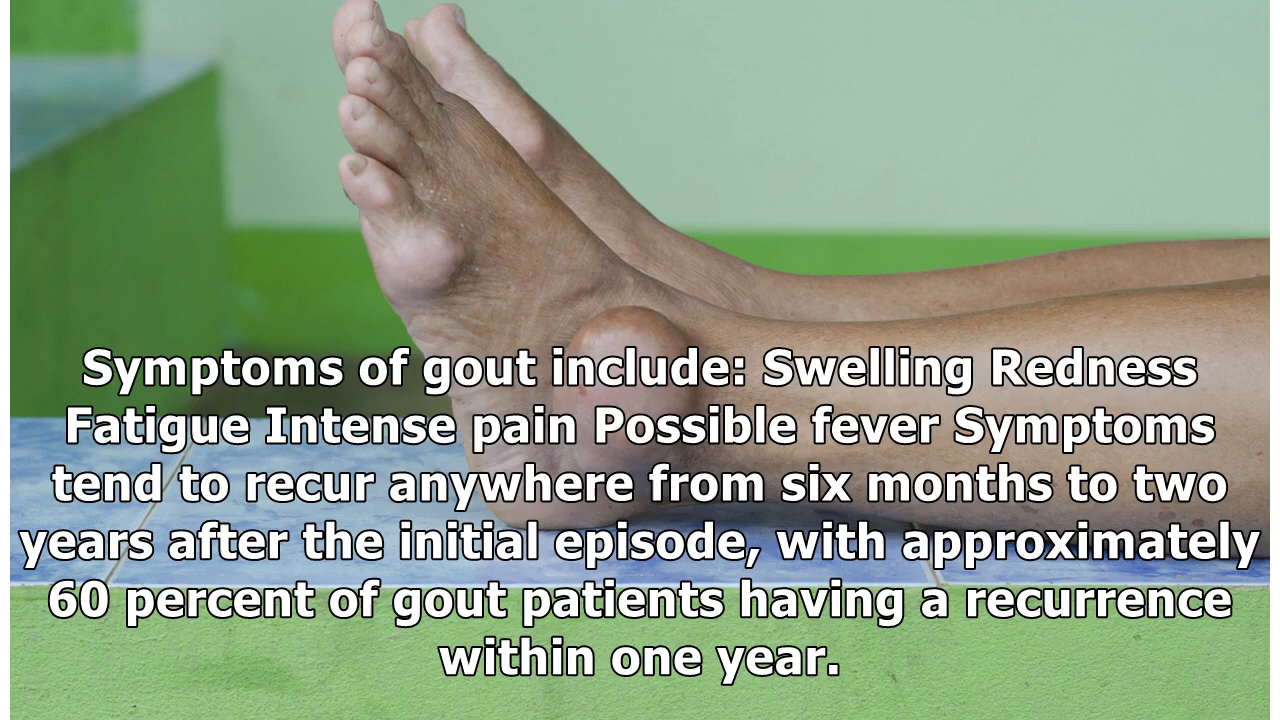 Symptoms of gout include: Swelling Redness
Fatigue Intense pain Possible fever Symptoms
tend to recur anywhere from six months to two
years after the initial episode, with approximately
60 percent of gout patients having a recurrence
within one year.